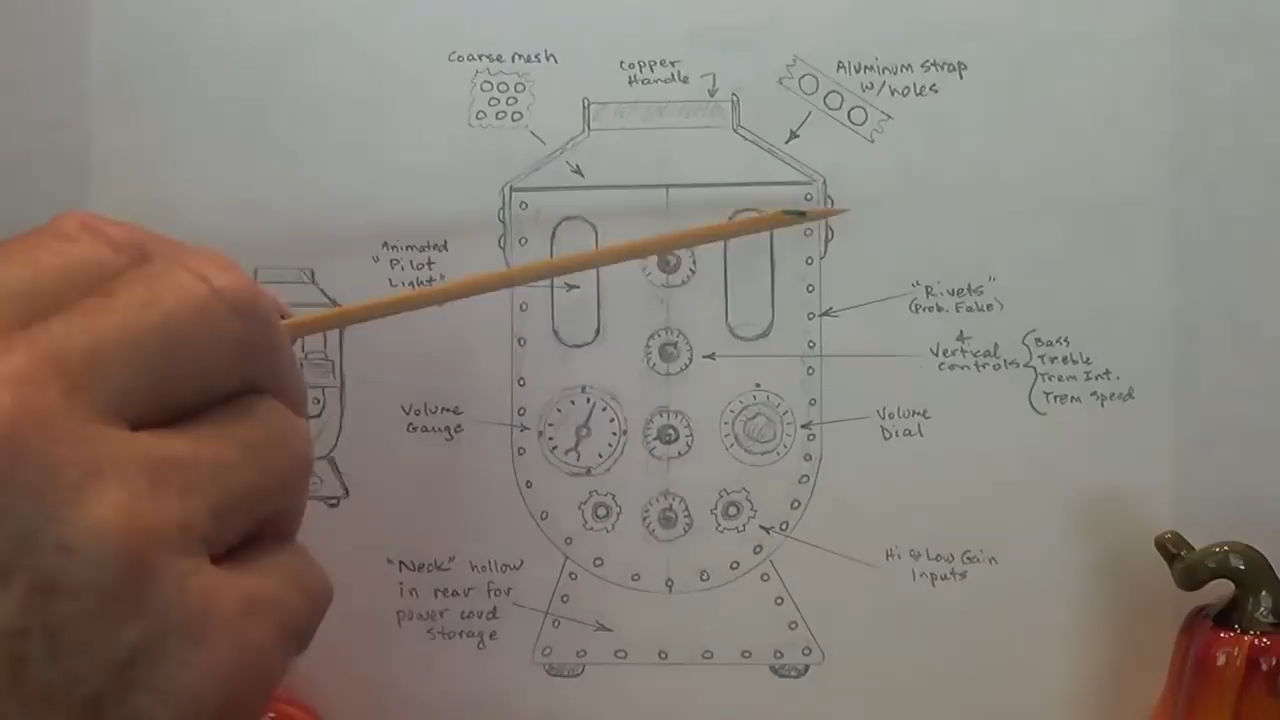 Coarse mesh
Copper
Handle
Aluminum Strap
w/holes
Animated
"Pilot
Light"
"Rivets"
(Prob. Fake)
4
Vertical
controls
Bass
Treble
Trem Int.
Trem Speed
Volume
Gauge
Volume
Dial
"Neck" hollow
in rear for
power cord
storage
Hi & Low Gain
Inputs